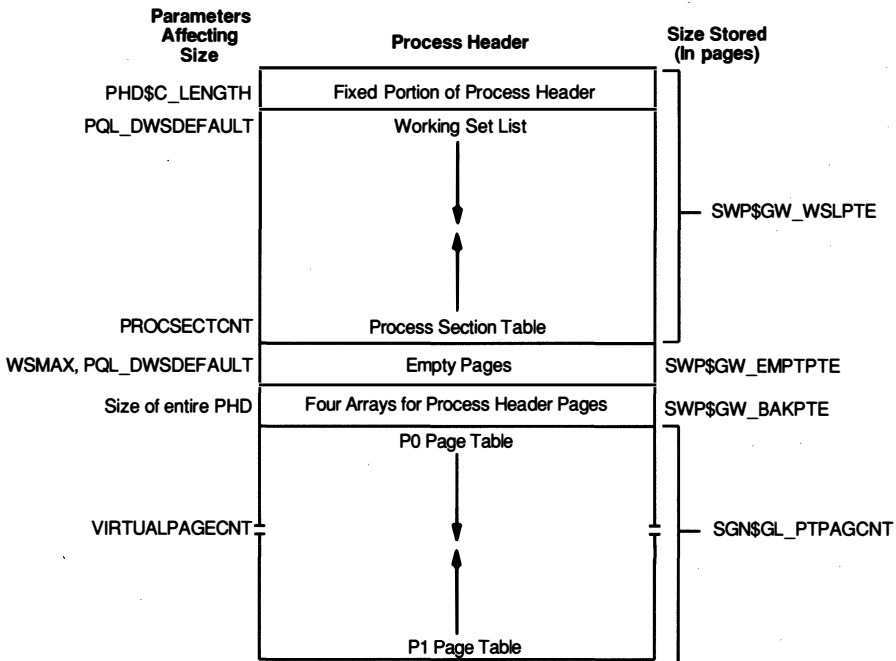 Parameters
Affecting
Size
Process Header
Size Stored
(In pages)
PHD$C_LENGTH
Fixed Portion of Process Header
PQL_DWSDEFAULT
Working Set List
SWP$GW_WSLPTE
PROCSECTCNT
Process Section Table
WSMAX, PQL_DWSDEFAULT
Empty Pages
SWP$GW_EMPTPTE
Size of entire PHD
Four Arrays for Process Header Pages
SWP$GW_BAKPTE
P0 Page Table
VIRTUALPAGECNT
SGN$GL_PTPAGCNT
P1 Page Table